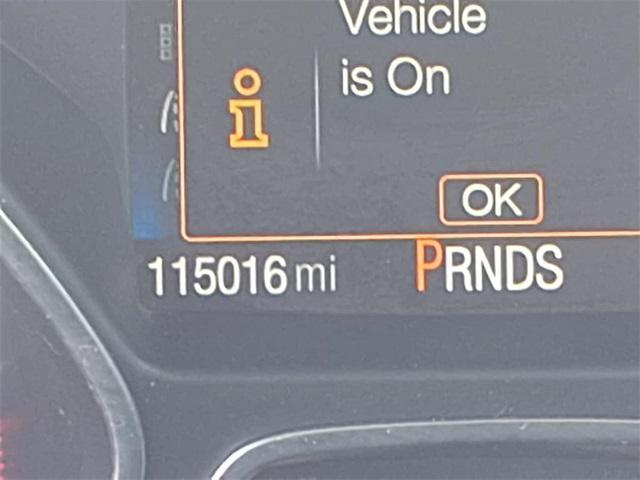 Vehicle
is On
OK
115016 mi PRNDS